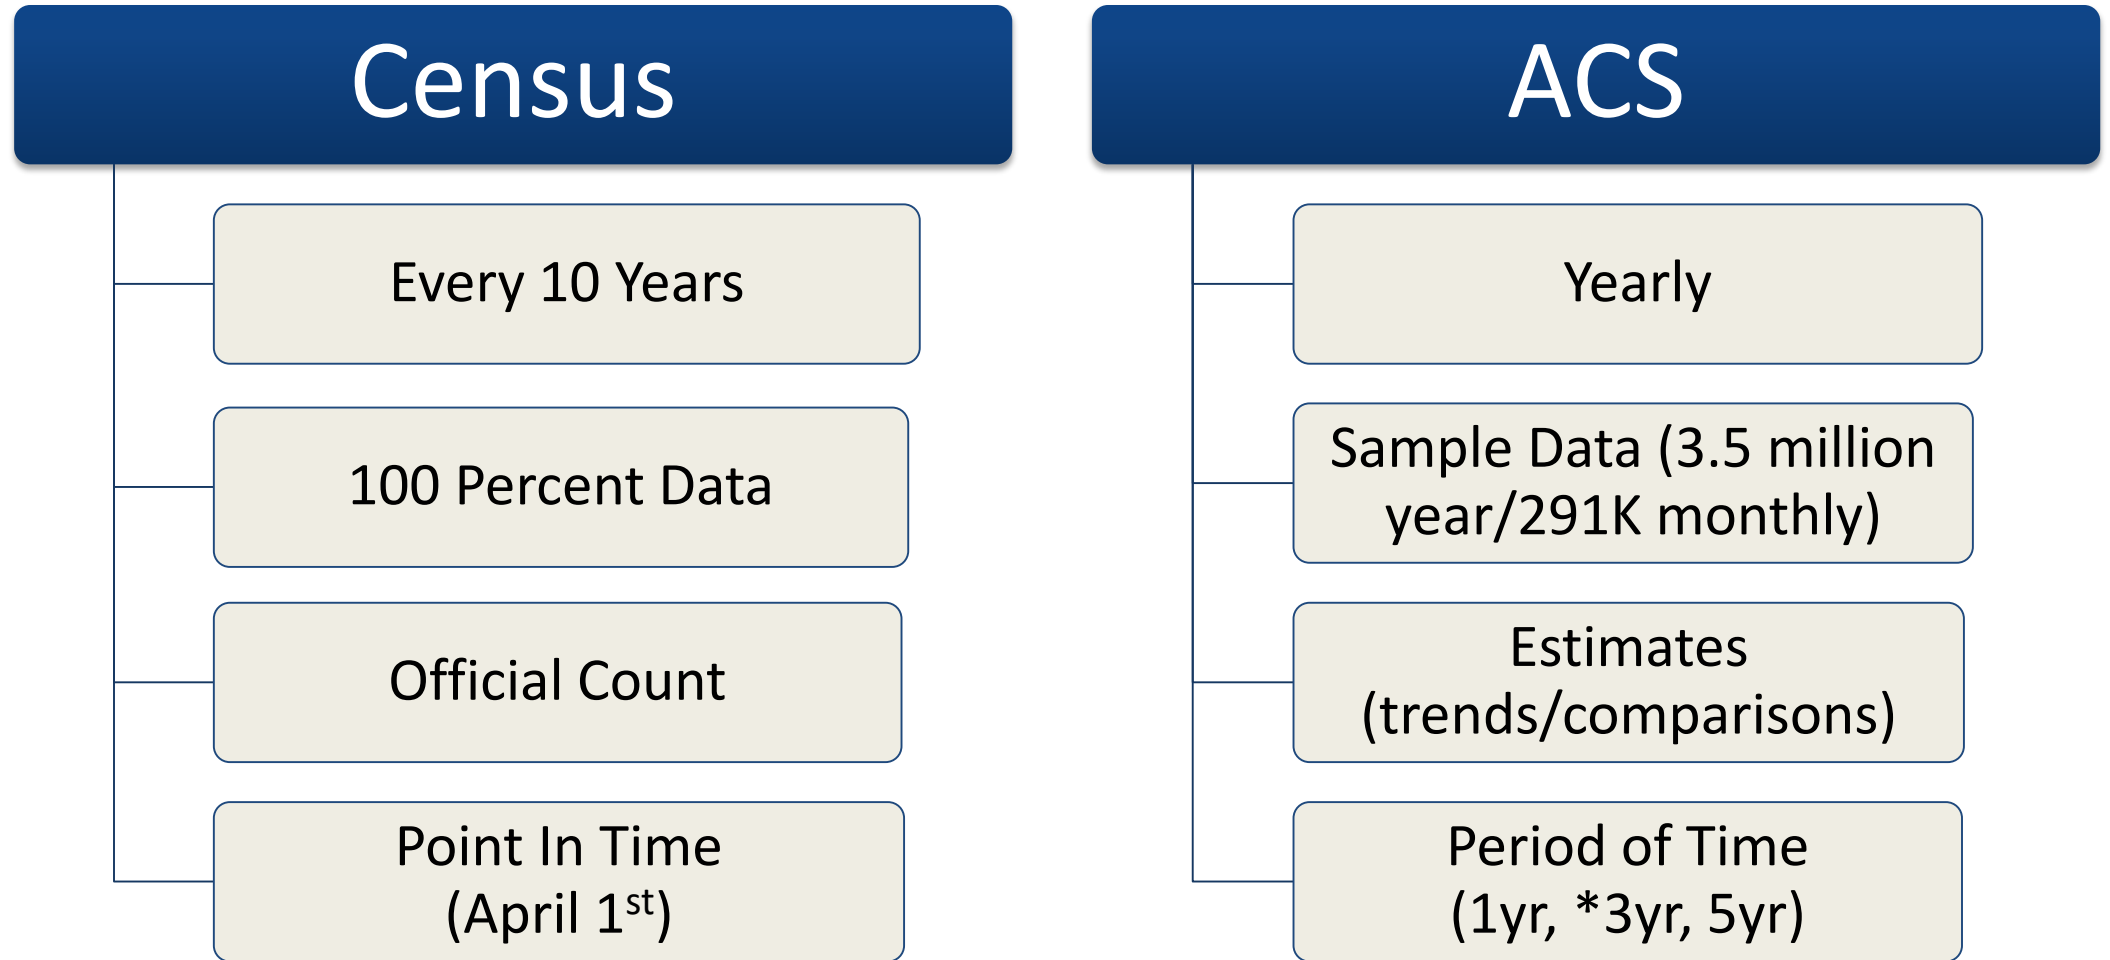 Census
Every 10 Years
100 Percent Data
Official Count
Point In Time
(April 1st)
ACS
Yearly
Sample Data (3.5 million
year/291K monthly)
Estimates
(trends/comparisons)
Period of Time
(1yr, *3yr, 5yr)